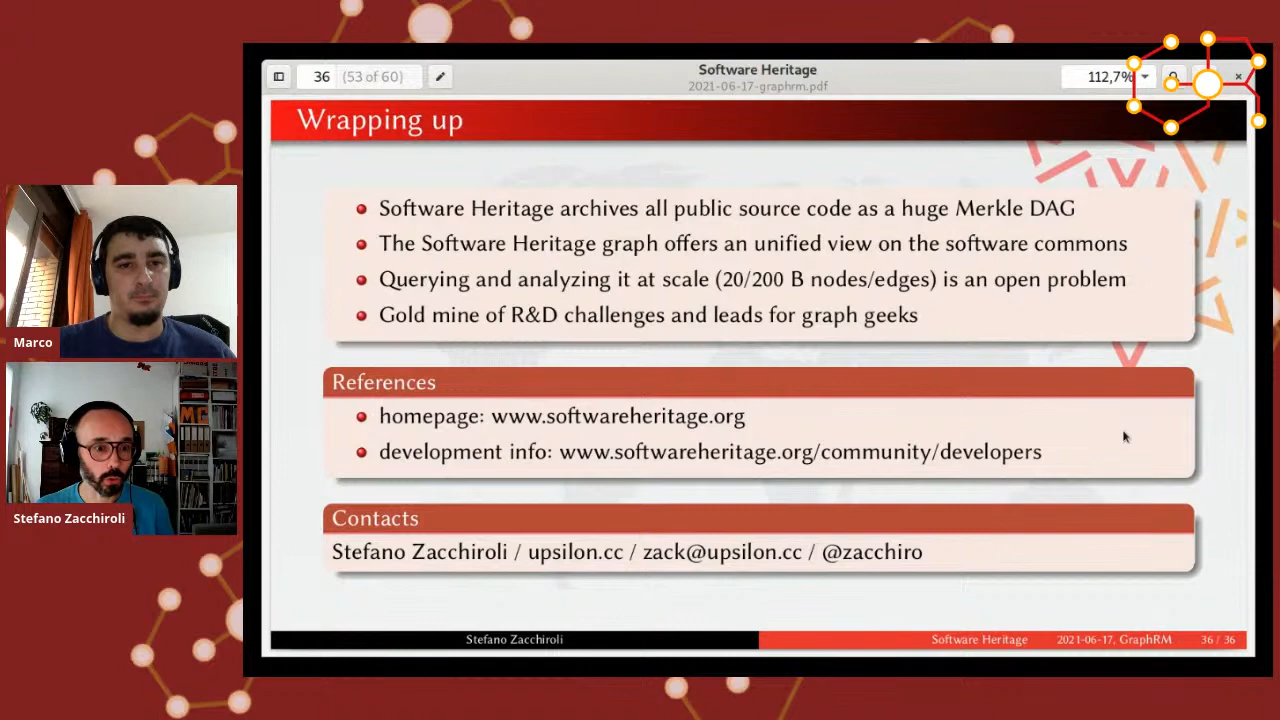 36 (53 of 60)
Software Heritage
2021-06-17-graphrm.pdf
112,7%
Wrapping up
Software Heritage archives all public source code as a huge Merkle DAG
The Software Heritage graph offers an unified view on the software commons
Querying and analyzing it at scale (20/200 B nodes/edges) is an open problem
Gold mine of R&D challenges and leads for graph geeks
References
homepage: www.softwareheritage.org
development info: www.softwareheritage.org/community/developers
Contacts
Stefano Zacchiroli / upsilon.cc / zack@upsilon.cc / @zacchiro
Stefano Zacchiroli
Software Heritage 2021-06-17, GraphRM 36 / 36
Marco
Stefano Zacchiroli